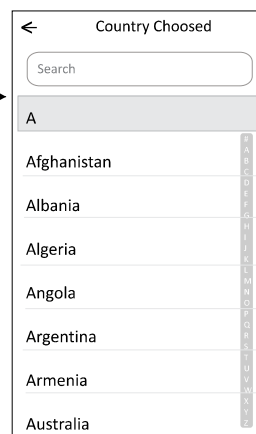 Country Choosed
Search
A
Afghanistan
Albania
Algeria
Angola
Argentina
Armenia
Australia
#
A
B
C
D
E
F
G
H
I
J
K
L
M
N
O
P
Q
R
S
T
U
V
W
X
Y
Z